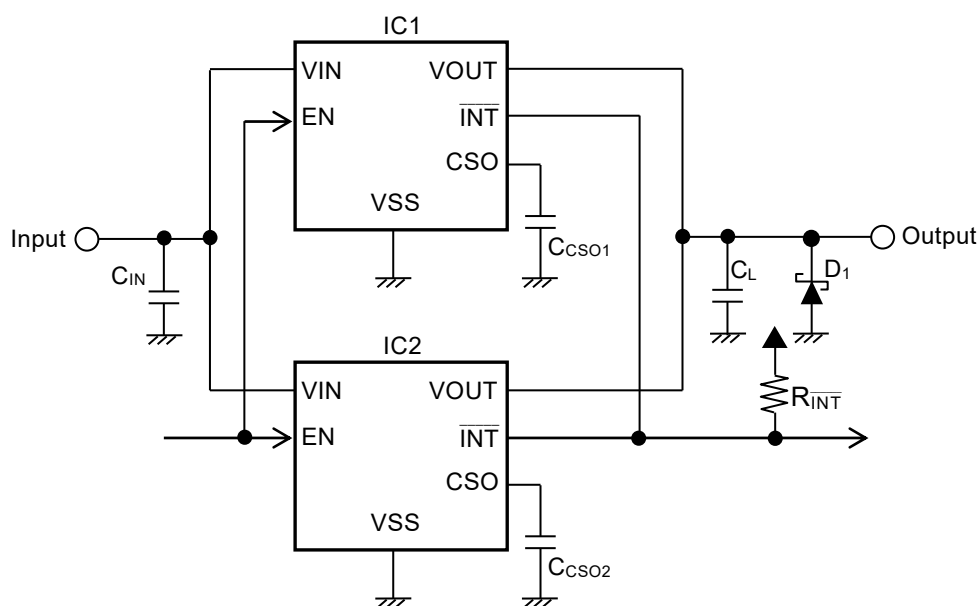 IC1
VIN
VOUT
EN
INT
CSO
VSS
CCSO1
Input
CIN
Output
CL
D1
RINT
IC2
VIN
VOUT
EN
INT
CSO
VSS
CCSO2